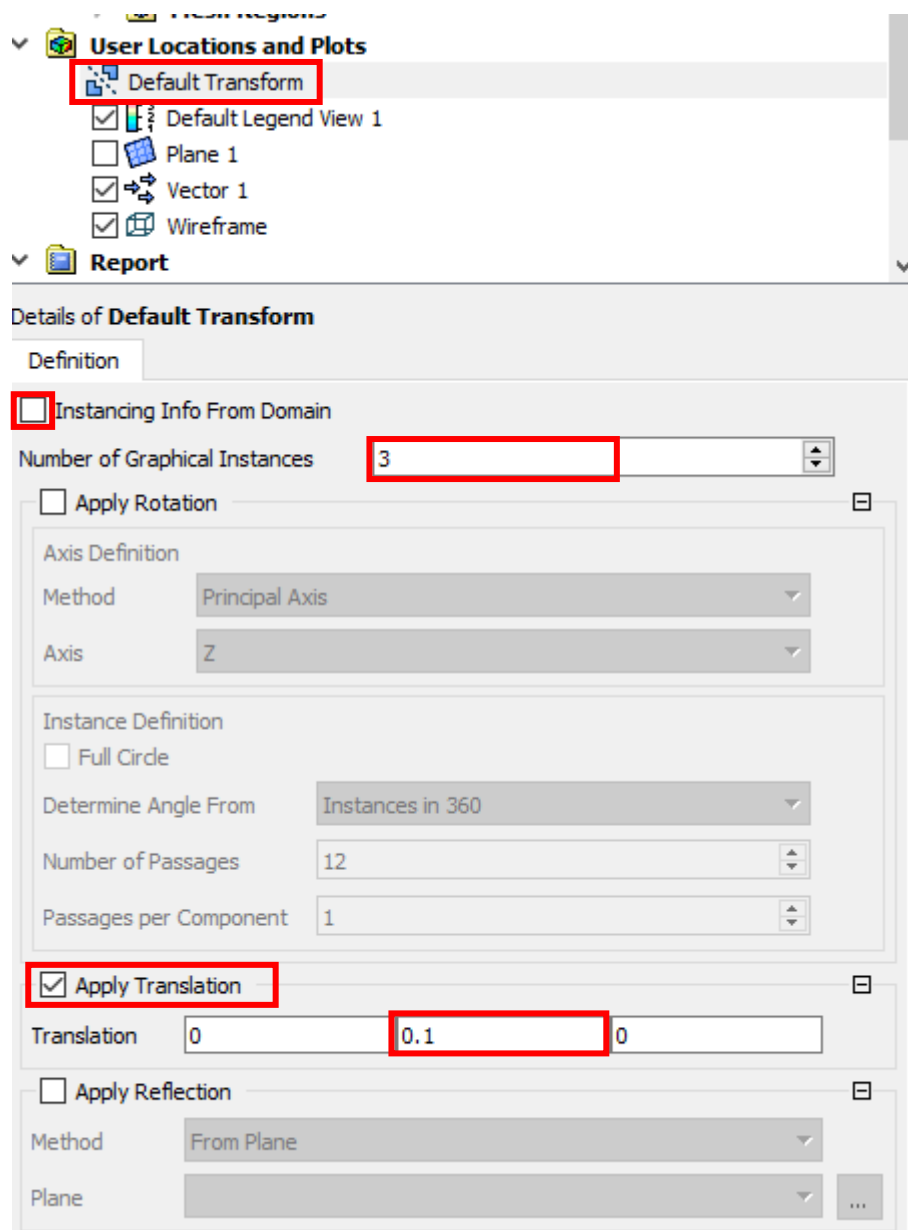 Mesh Regions
User Locations and Plots
Default Transform
Default Legend View 1
Plane 1
Vector 1
Wireframe
Report
Details of Default Transform
Definition
Instancing Info From Domain
Number of Graphical Instances 3
Apply Rotation
Axis Definition
Method Principal Axis
Axis Z
Instance Definition
Full Circle
Determine Angle From Instances in 360
Number of Passages 12
Passages per Component 1
Apply Translation
Translation 0 0.1 0
Apply Reflection
Method From Plane
Plane ...